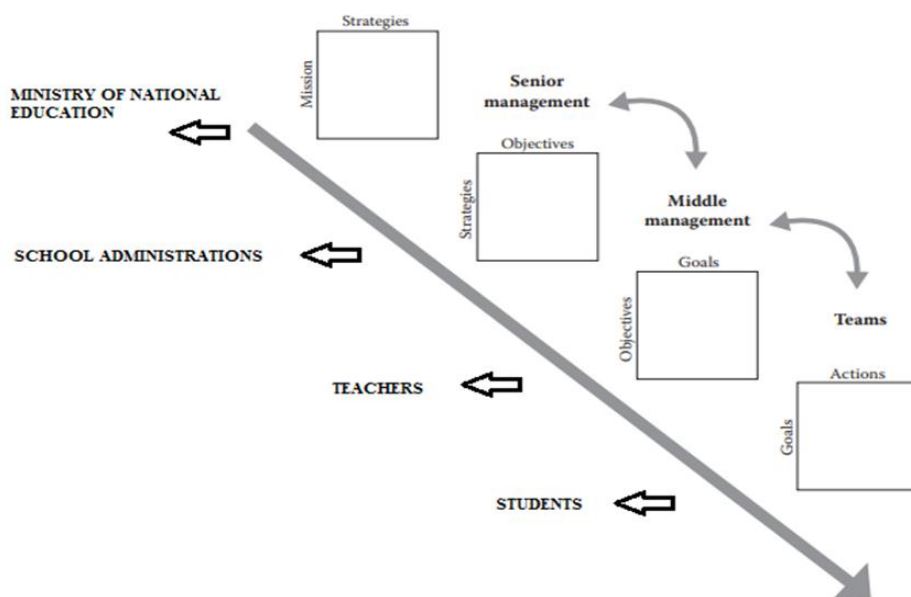 Strategies
Mission
MINISTRY OF NATIONAL
EDUCATION
Senior
management
Objectives
Strategies
Middle
management
SCHOOL ADMINISTRATIONS
Goals
Objectives
Teams
TEACHERS
Actions
Goals
STUDENTS